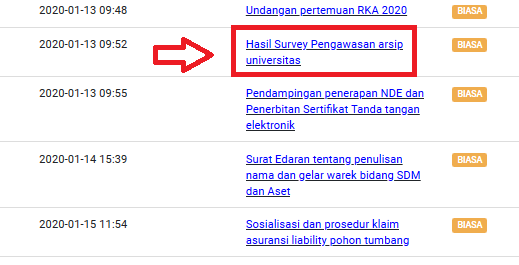 2020-01-13 09:48 Undangan pertemuan RKA 2020 BIASA
2020-01-13 09:52 Hasil Survey Pengawasan arsip BIASA
universitas
2020-01-13 09:55 Pendampingan penerapan NDE dan BIASA
Penerbitan Sertifikat Tanda tangan
elektronik
2020-01-14 15:39 Surat Edaran tentang penulisan BIASA
nama dan gelar warek bidang SDM
dan Aset
2020-01-15 11:54 Sosialisasi dan prosedur klaim BIASA
asuransi liability pohon tumbang